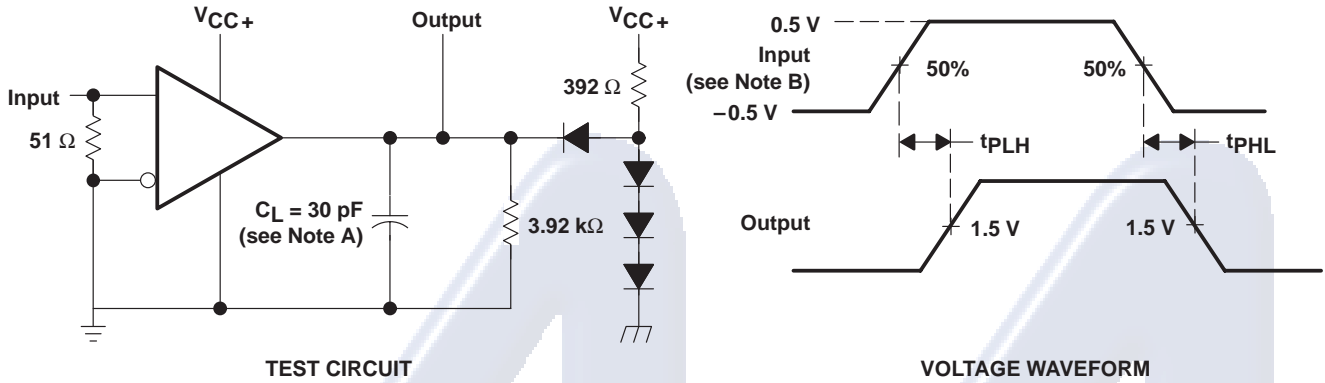 VCC+
Output
VCC+
392 Ω
Input
51 Ω
CL = 30 pF
(see Note A)
3.92 kΩ
TEST CIRCUIT
0.5 V
Input
(see Note B)
50%
50%
−0.5 V
tPLH
tPHL
Output
1.5 V
1.5 V
VOLTAGE WAVEFORM